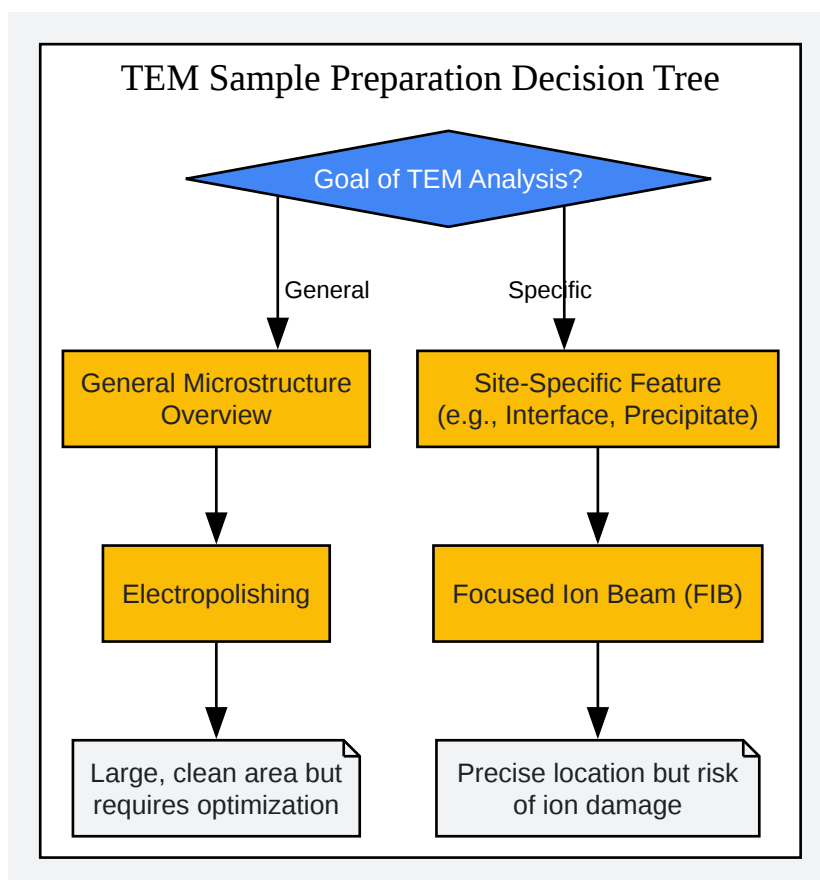 TEM Sample Preparation Decision Tree
Goal of TEM Analysis?
General
Specific
General Microstructure
Overview
Site-Specific Feature
(e.g., Interface, Precipitate)
Electropolishing
Focused Ion Beam (FIB)
Large, clean area but
requires optimization
Precise location but risk
of ion damage